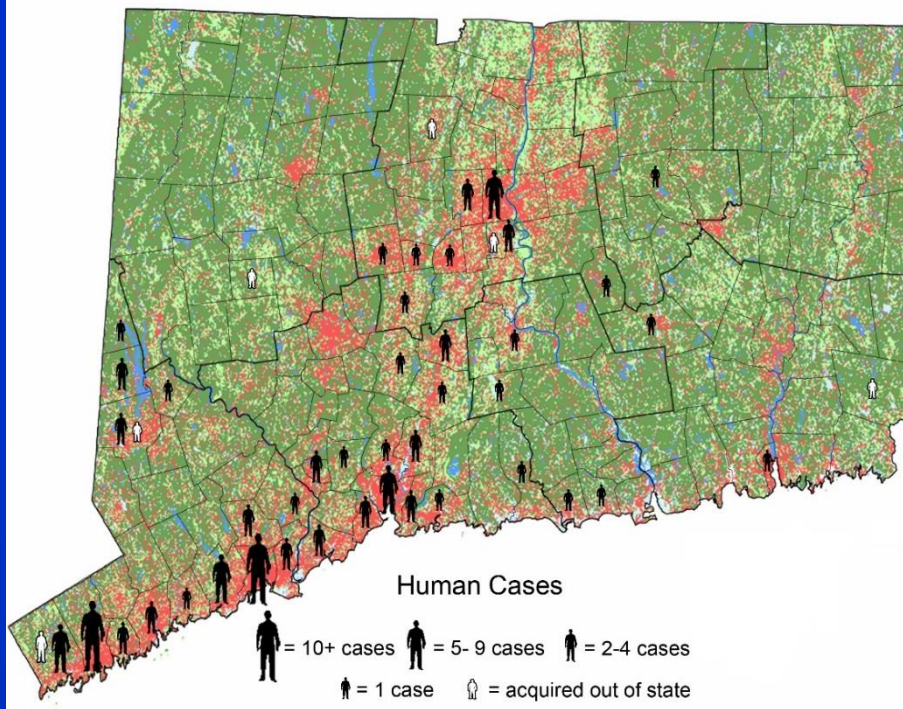 Human Cases
= 10+ cases = 5- 9 cases = 2-4 cases
= 1 case = acquired out of state